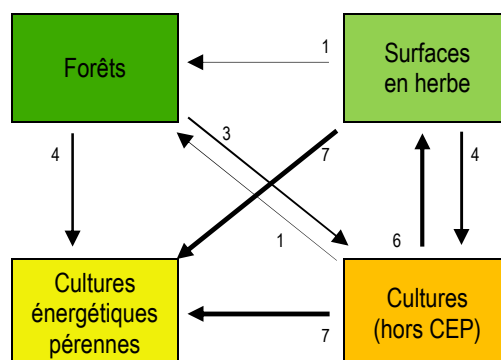 1
Forêts
Surfaces
en herbe
4
3
7
4
1
6
Cultures
énergétiques
pérennes
7
Cultures
(hors CEP)